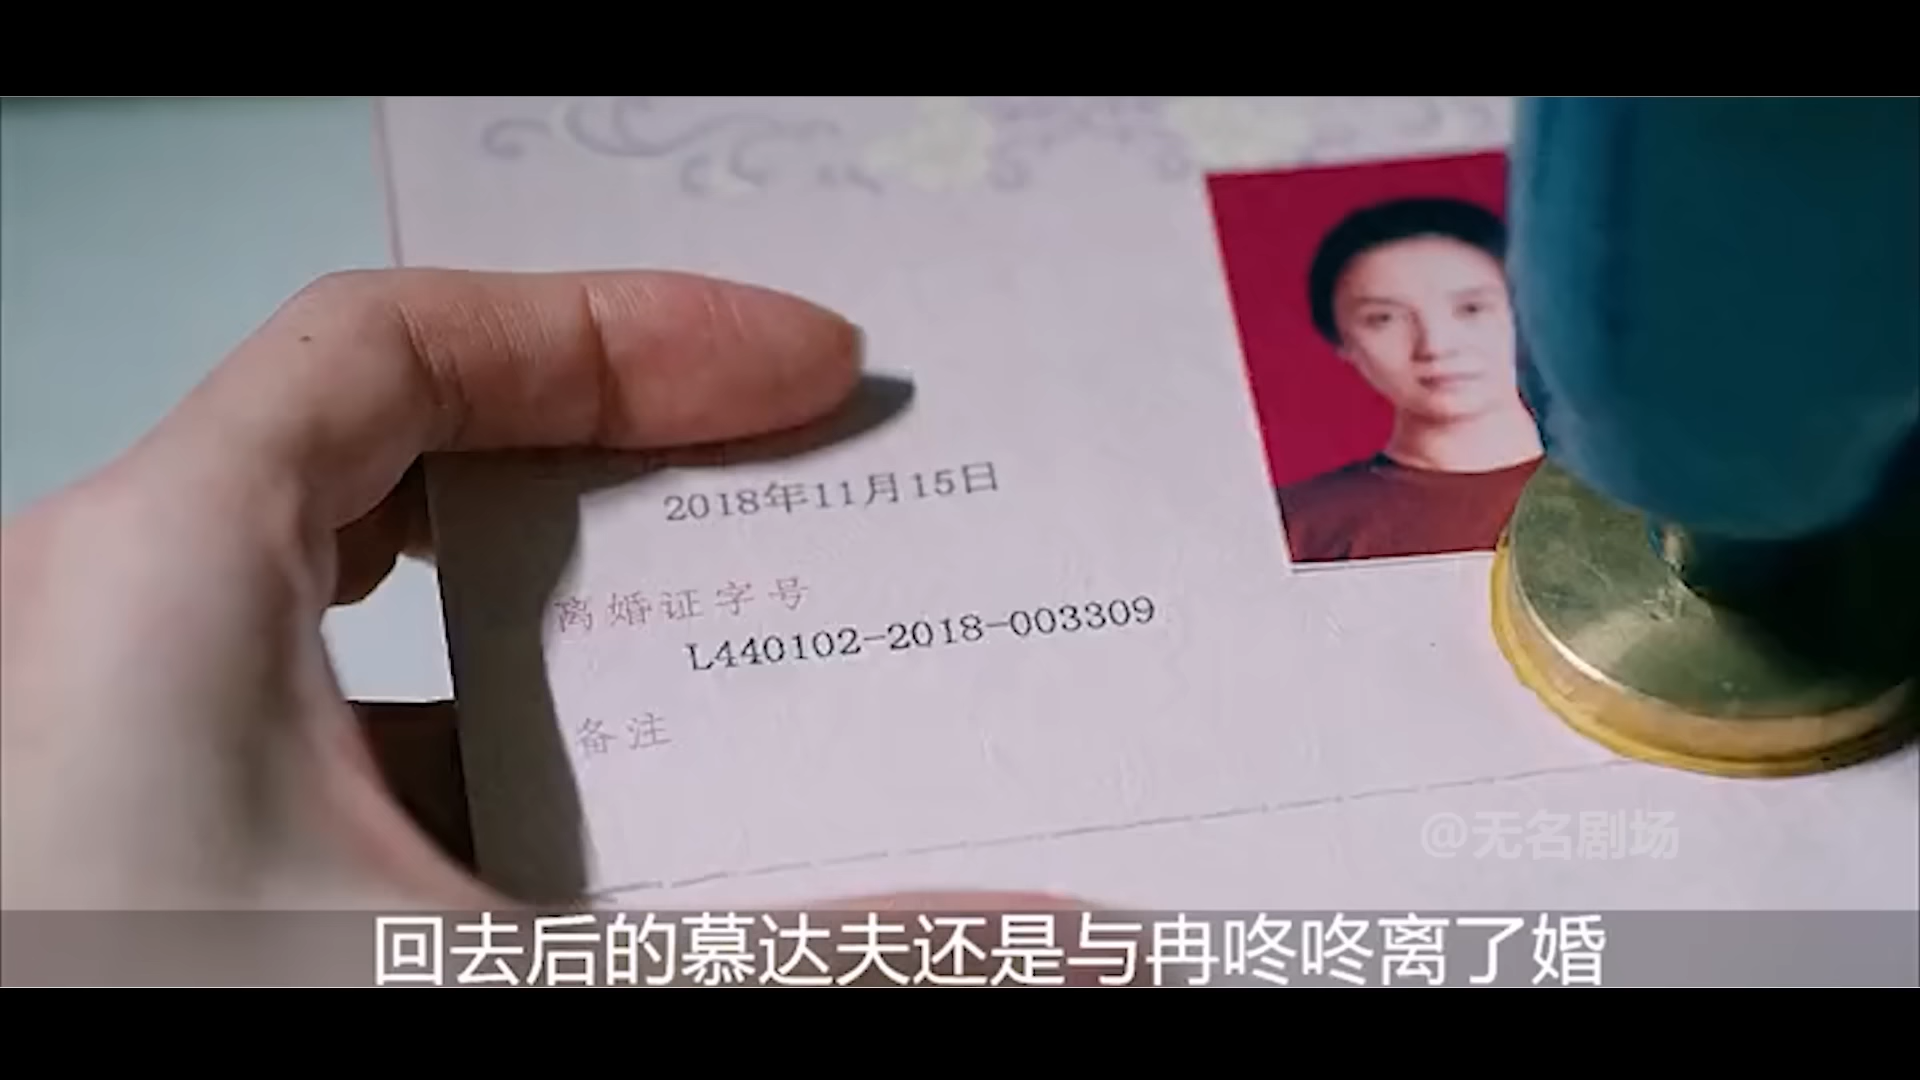 2018年11月15日
离婚证字号
L440102-2018-003309
备注
@无名剧场
回去后的慕达夫还是与冉咚咚离了婚